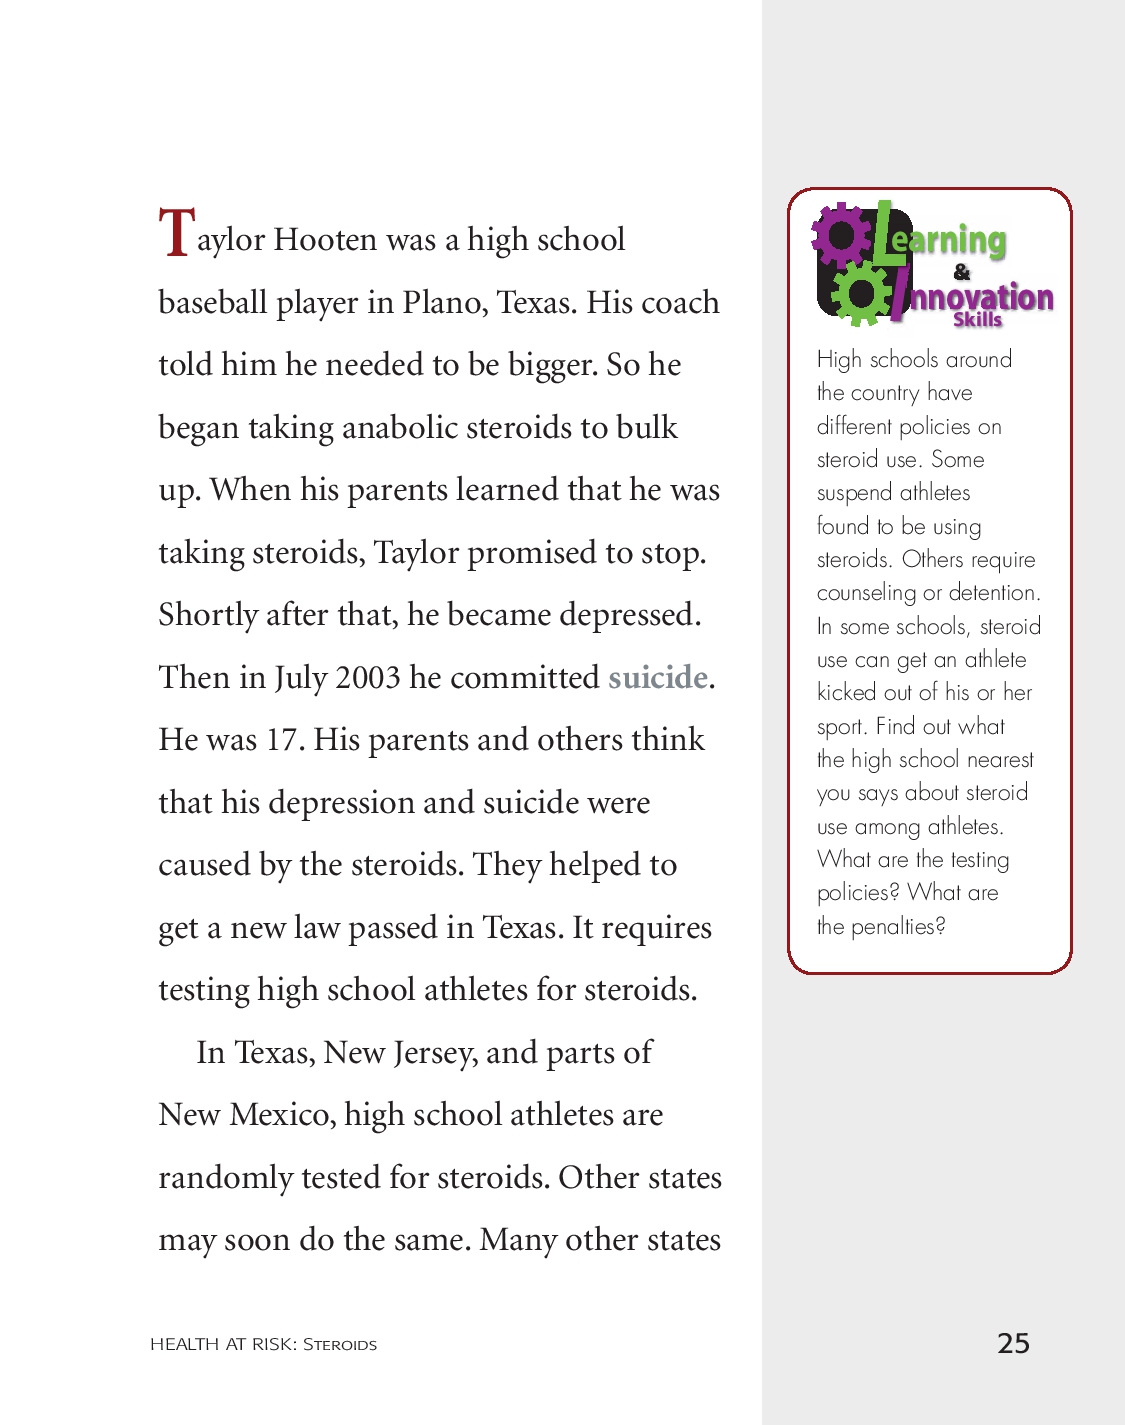 Taylor Hooten was a high school
baseball player in Plano, Texas. His coach
told him he needed to be bigger. So he
began taking anabolic steroids to bulk
up. When his parents learned that he was
taking steroids, Taylor promised to stop.
Shortly after that, he became depressed.
Then in July 2003 he committed suicide.
He was 17. His parents and others think
that his depression and suicide were
caused by the steroids. They helped to
get a new law passed in Texas. It requires
testing high school athletes for steroids.
In Texas, New Jersey, and parts of
New Mexico, high school athletes are
randomly tested for steroids. Other states
may soon do the same. Many other states
Learning
&
Innovation
Skills
High schools around
the country have
different policies on
steroid use. Some
suspend athletes
found to be using
steroids. Others require
counseling or detention.
In some schools, steroid
use can get an athlete
kicked out of his or her
sport. Find out what
the high school nearest
you says about steroid
use among athletes.
What are the testing
policies? What are
the penalties?
HEALTH AT RISK: STEROIDS
25